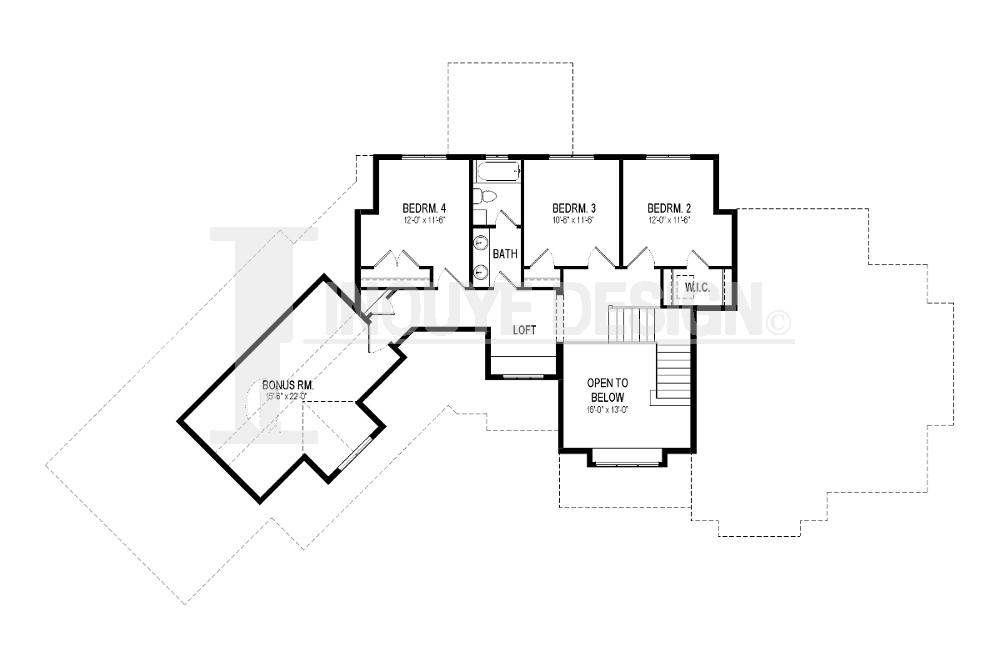 BEDRM. 4
12'-0" x 11'-6"
BEDRM. 3
10'-6" x 11'-6"
BEDRM. 2
12'-0" x 11'-6"
BATH
W.I.C.
INOUYE DESIGN©
LOFT
OPEN TO
BELOW
16'-0" x 13'-0"
BONUS RM.
15'-6" x 22'-0"